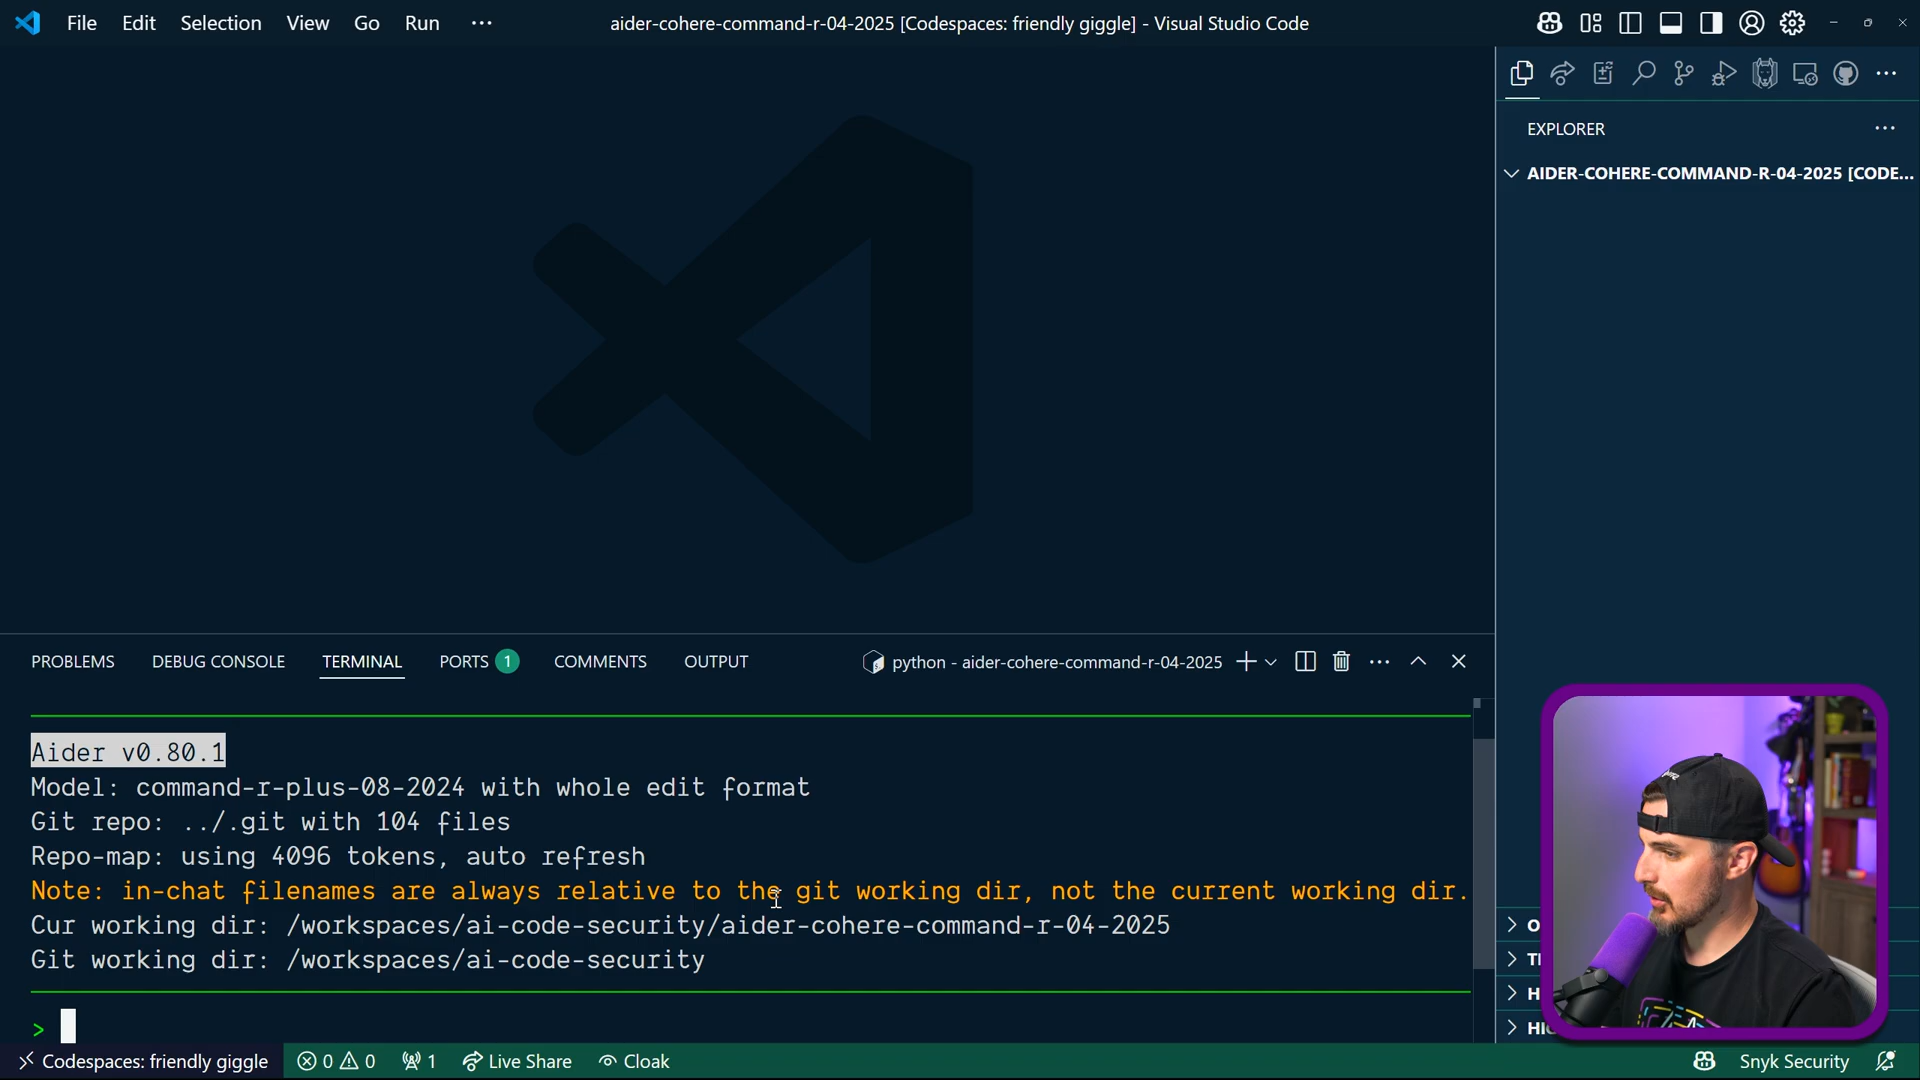 File Edit Selection View Go Run ···
aider-cohere-command-r-04-2025 [Codespaces: friendly giggle] - Visual Studio Code
EXPLORER
AIDER-COHERE-COMMAND-R-04-2025 [CODE...
PROBLEMS DEBUG CONSOLE TERMINAL PORTS 1 COMMENTS OUTPUT
python - aider-cohere-command-r-04-2025
Aider v0.80.1
Model: command-r-plus-08-2024 with whole edit format
Git repo: ../.git with 104 files
Repo-map: using 4096 tokens, auto refresh
Note: in-chat filenames are always relative to the git working dir, not the current working dir.
Cur working dir: /workspaces/ai-code-security/aider-cohere-command-r-04-2025
Git working dir: /workspaces/ai-code-security
>
Codespaces: friendly giggle 0 0 1 Live Share Cloak Snyk Security